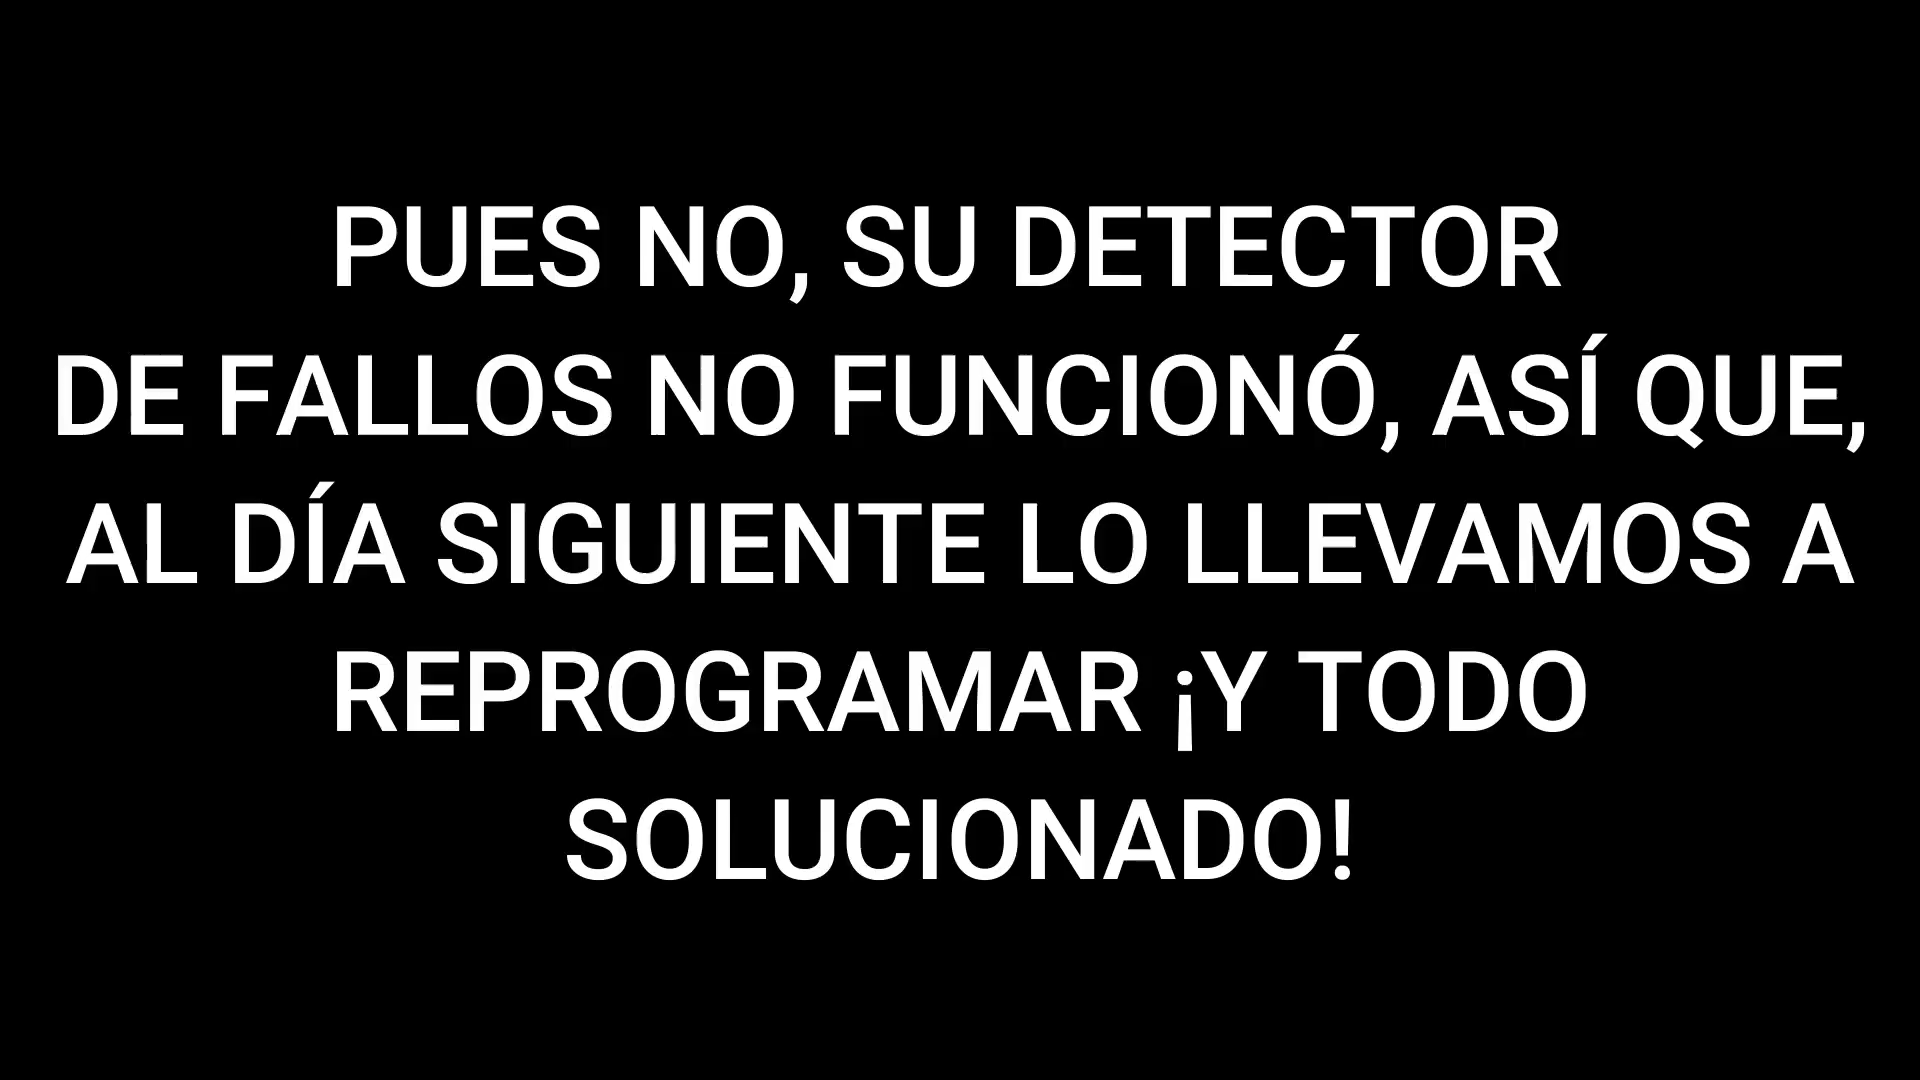 PUES NO, SU DETECTOR
DE FALLOS NO FUNCIONÓ, ASÍ QUE,
AL DÍA SIGUIENTE LO LLEVAMOS A
REPROGRAMAR ¡Y TODO
SOLUCIONADO!